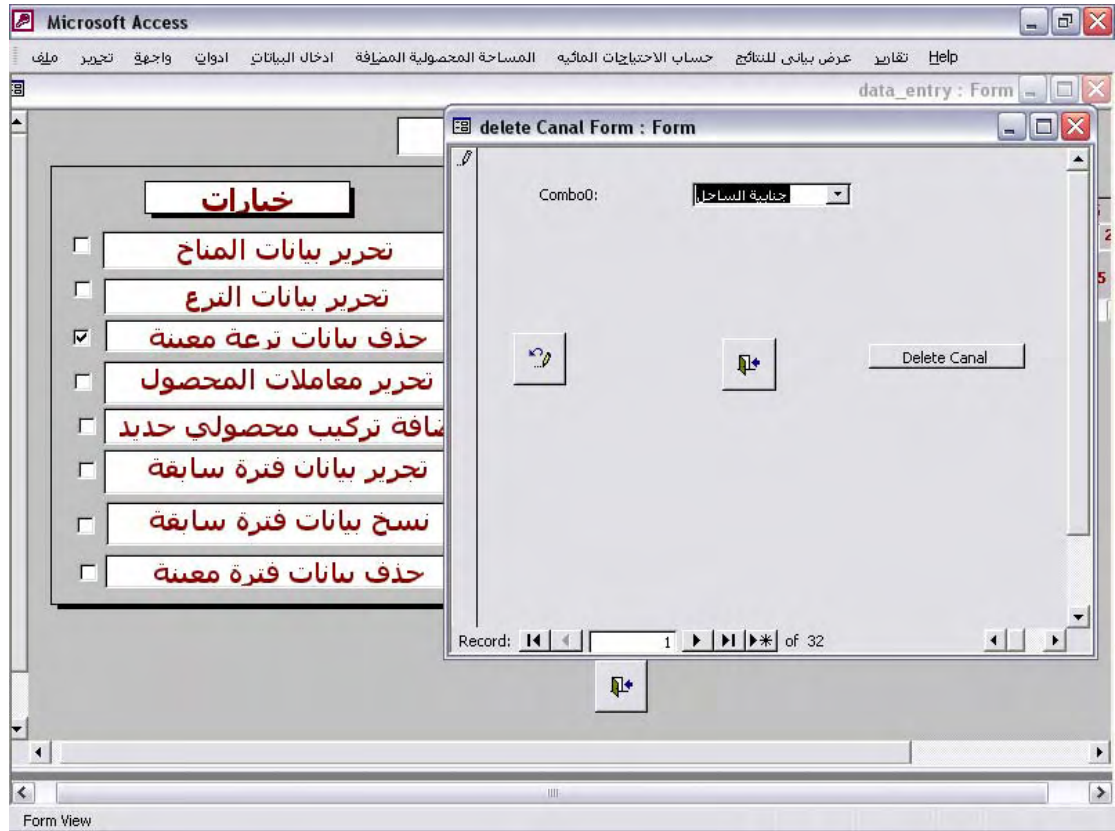 Microsoft Access
ملف تحرير واجهة ادوات ادخال البيانات المساحة المحصولية المضافة حساب الاحتياجات المائيه عرض بيانى للنتائج تقارير Help
data_entry : Form
delete Canal Form : Form
Combo0: جنابية الساحل
Delete Canal
Record: 1 of 32
خيارات
تحرير بيانات المناخ
تحرير بيانات الترع
حذف بيانات ترعة معينة
تحرير معاملات المحصول
تركيب محصولي جديد
تجرير بيانات فترة سابقة
نسخ بيانات فترة سابقة
حذف بيانات فترة معينة
Form View